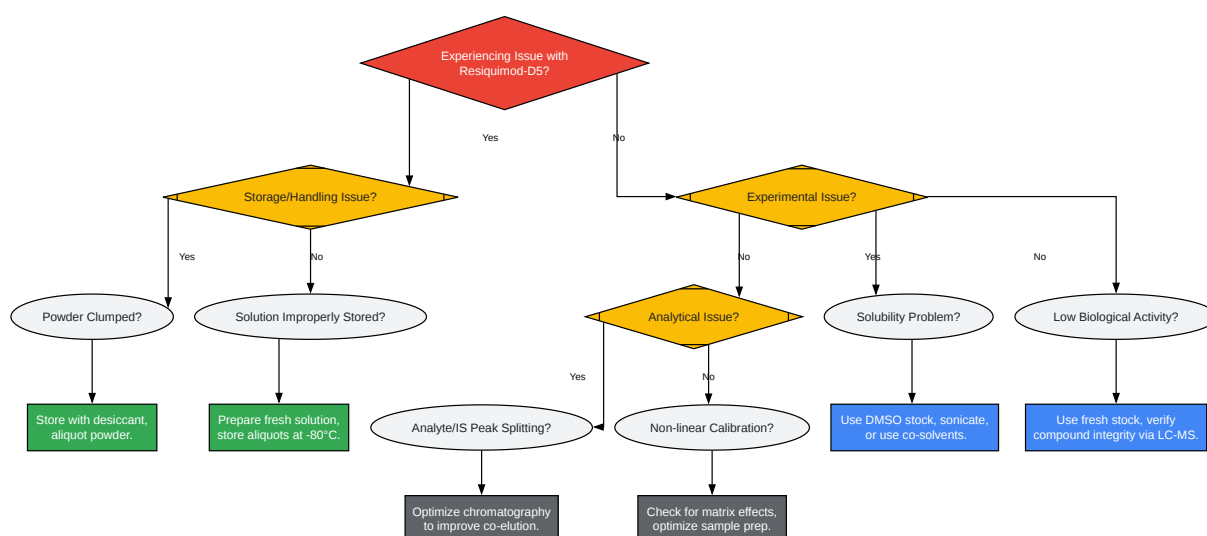 Experiencing Issue with
Resiquimod-D5?
Yes
No
Storage/Handling Issue?
Experimental Issue?
Yes
No
No
Yes
No
Powder Clumped?
Solution Improperly Stored?
Analytical Issue?
Solubility Problem?
Low Biological Activity?
Yes
No
Store with desiccant,
aliquot powder.
Prepare fresh solution,
store aliquots at -80°C.
Analyte/IS Peak Splitting?
Non-linear Calibration?
Use DMSO stock, sonicate,
or use co-solvents.
Use fresh stock, verify
compound integrity via LC-MS.
Optimize chromatography
to improve co-elution.
Check for matrix effects,
optimize sample prep.